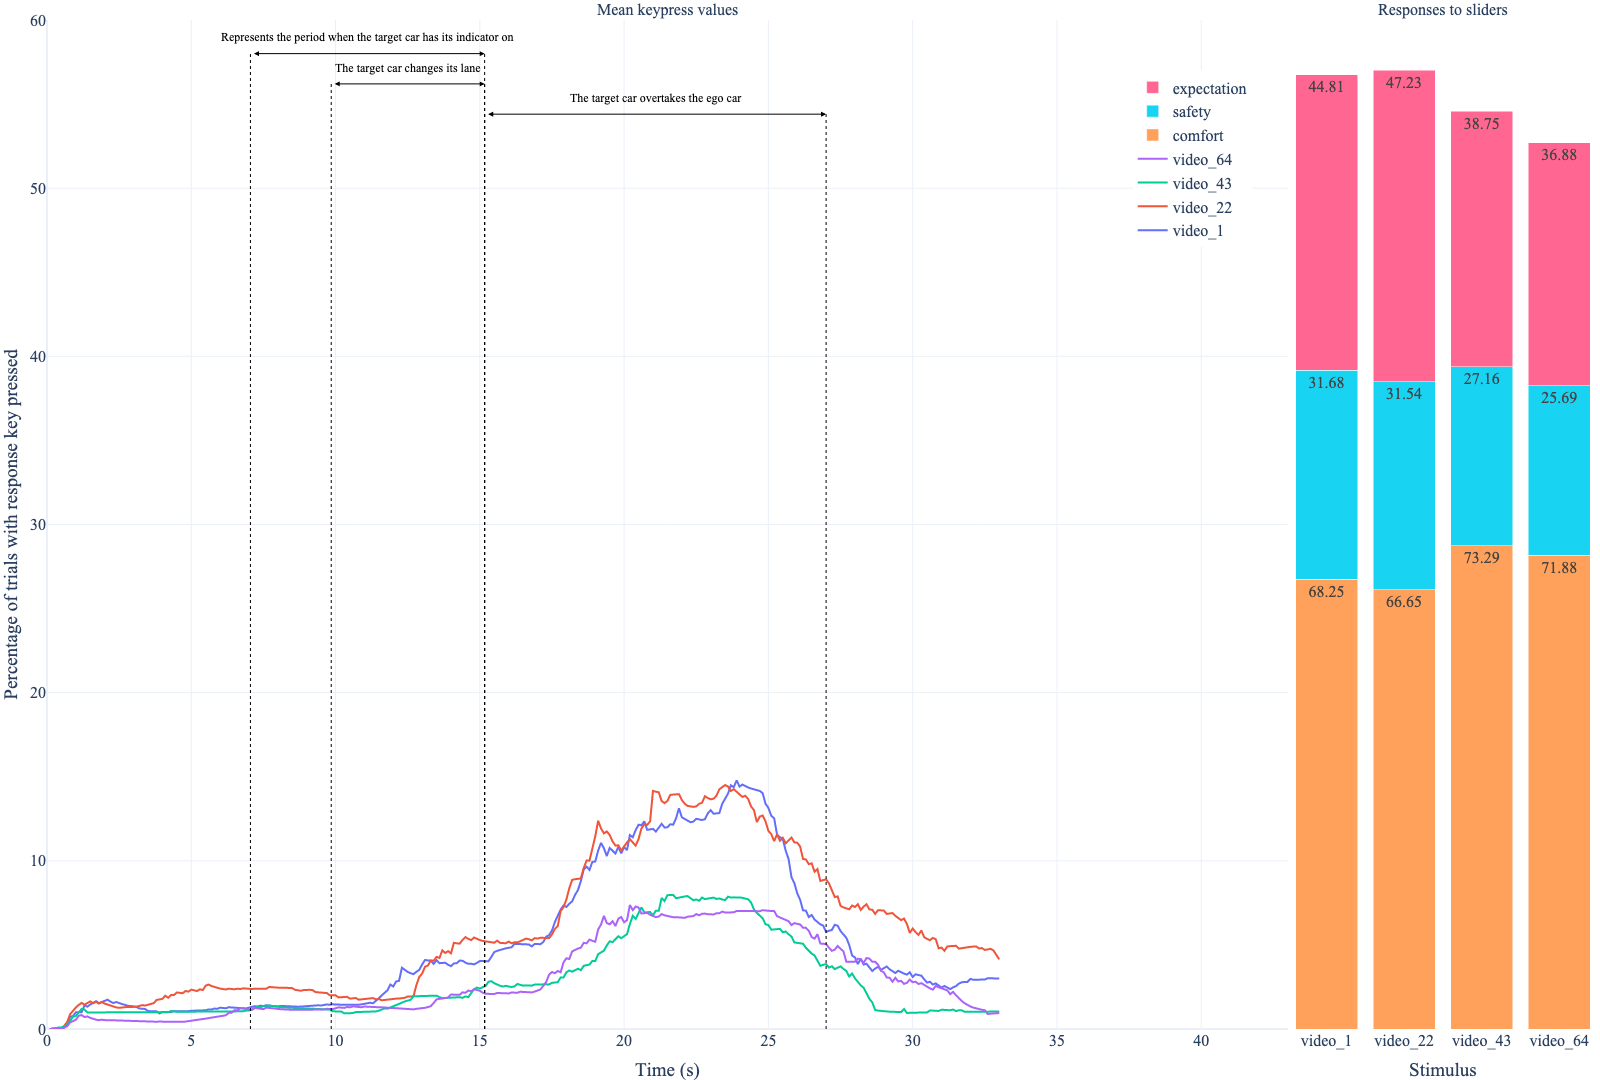 Mean keypress values
Responses to sliders
60
Represents the period when the target car has its indicator on
The target car changes its lane
The target car overtakes the ego car
expectation
safety
comfort
video_64
video_43
video_22
video_1
50
40
30
20
10
0
Percentage of trials with response key pressed
0 5 10 15 20 25 30 35 40
Time (s)
44.81 47.23 38.75 36.88
31.68 31.54 27.16 25.69
68.25 66.65 73.29 71.88
video_1 video_22 video_43 video_64
Stimulus